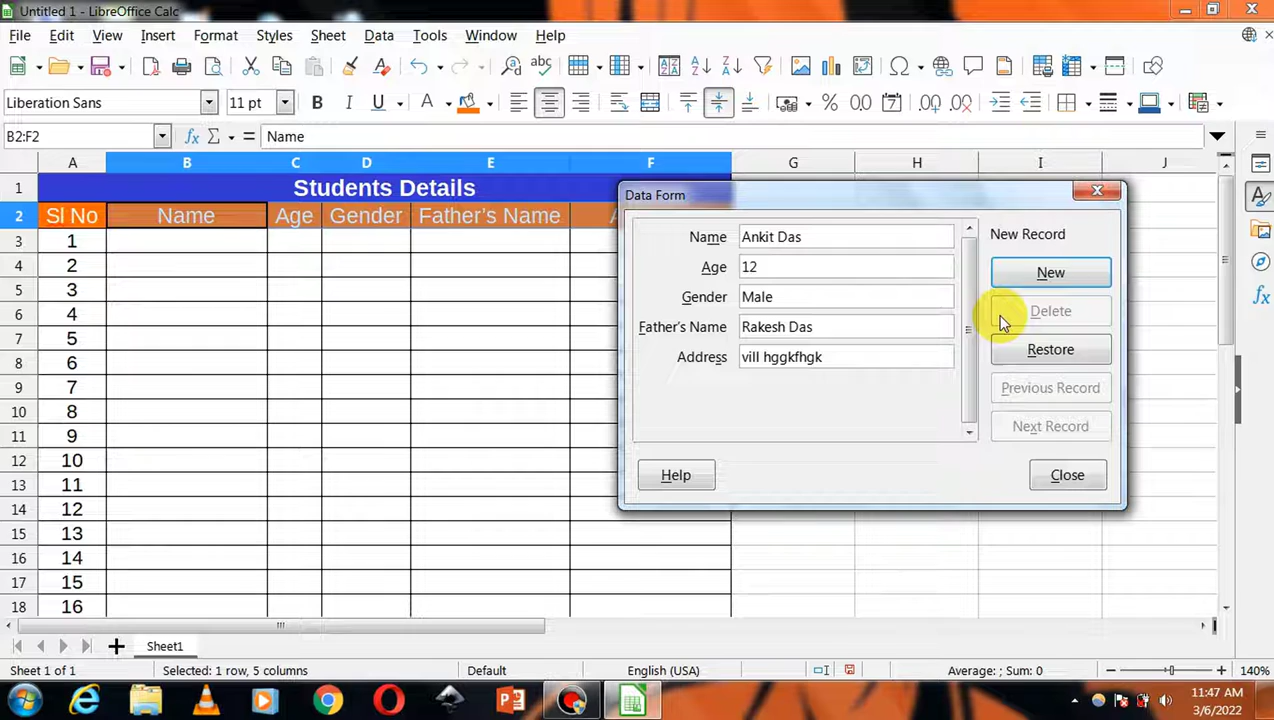 Untitled 1 - LibreOffice Calc
File Edit View Insert Format Styles Sheet Data Tools Window Help
Liberation Sans 11 pt
B2:F2 Name
A B C D E F G H I J
1 Students Details
2 Sl No Name Age Gender Father's Name A
3 1
4 2
5 3
6 4
7 5
8 6
9 7
10 8
11 9
12 10
13 11
14 12
15 13
16 14
17 15
18 16
Data Form
Name Ankit Das
Age 12
Gender Male
Father's Name Rakesh Das
Address vill hggkfhgk
New Record
New
Delete
Restore
Previous Record
Next Record
Help Close
Sheet1
Sheet 1 of 1 Selected: 1 row, 5 columns Default English (USA) Average: ; Sum: 0 140%
11:47 AM
3/6/2022